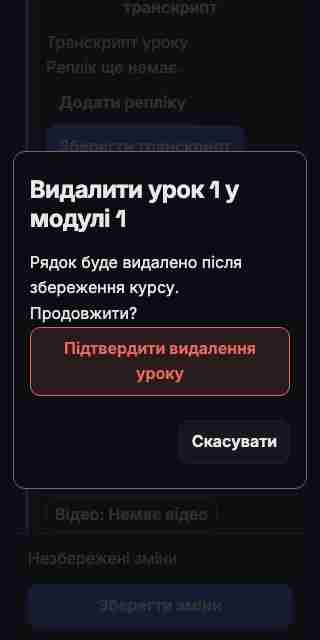 транскрипт
Транскрипт уроку
Реплік ще немає.
Додати репліку
Зберегти транскрипт
Видалити урок 1 у
модулі 1
Рядок буде видалено після
збереження курсу.
Продовжити?
Підтвердити видалення
уроку
Скасувати
Відео: Немає відео
Незбережені зміни
Зберегти зміни